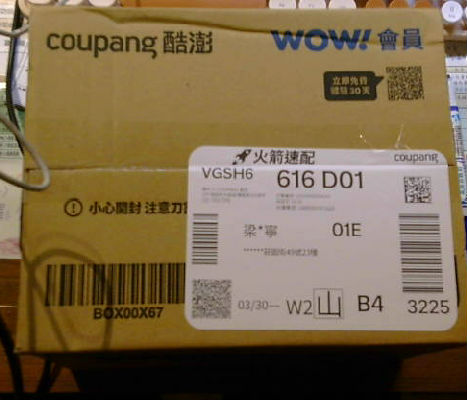 coupang 酷澎
WOW! 會員
立即免費
體驗 30 天
火箭速配
coupang
VGSH6
616 D01
小心開封 注意刀
梁*寧
01E
BOX00X67
03/30
W2
山
B4
3225